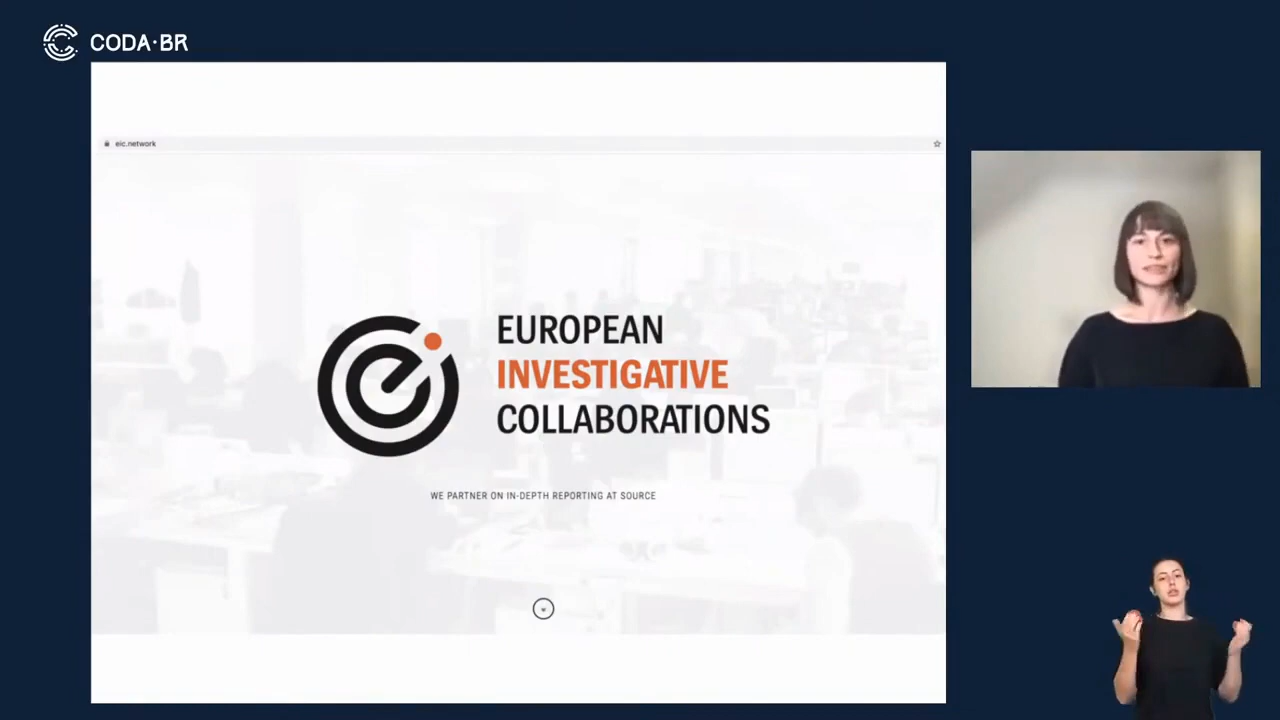 CODA·BR
eic.network
EUROPEAN
INVESTIGATIVE
COLLABORATIONS
WE PARTNER ON IN-DEPTH REPORTING AT SOURCE